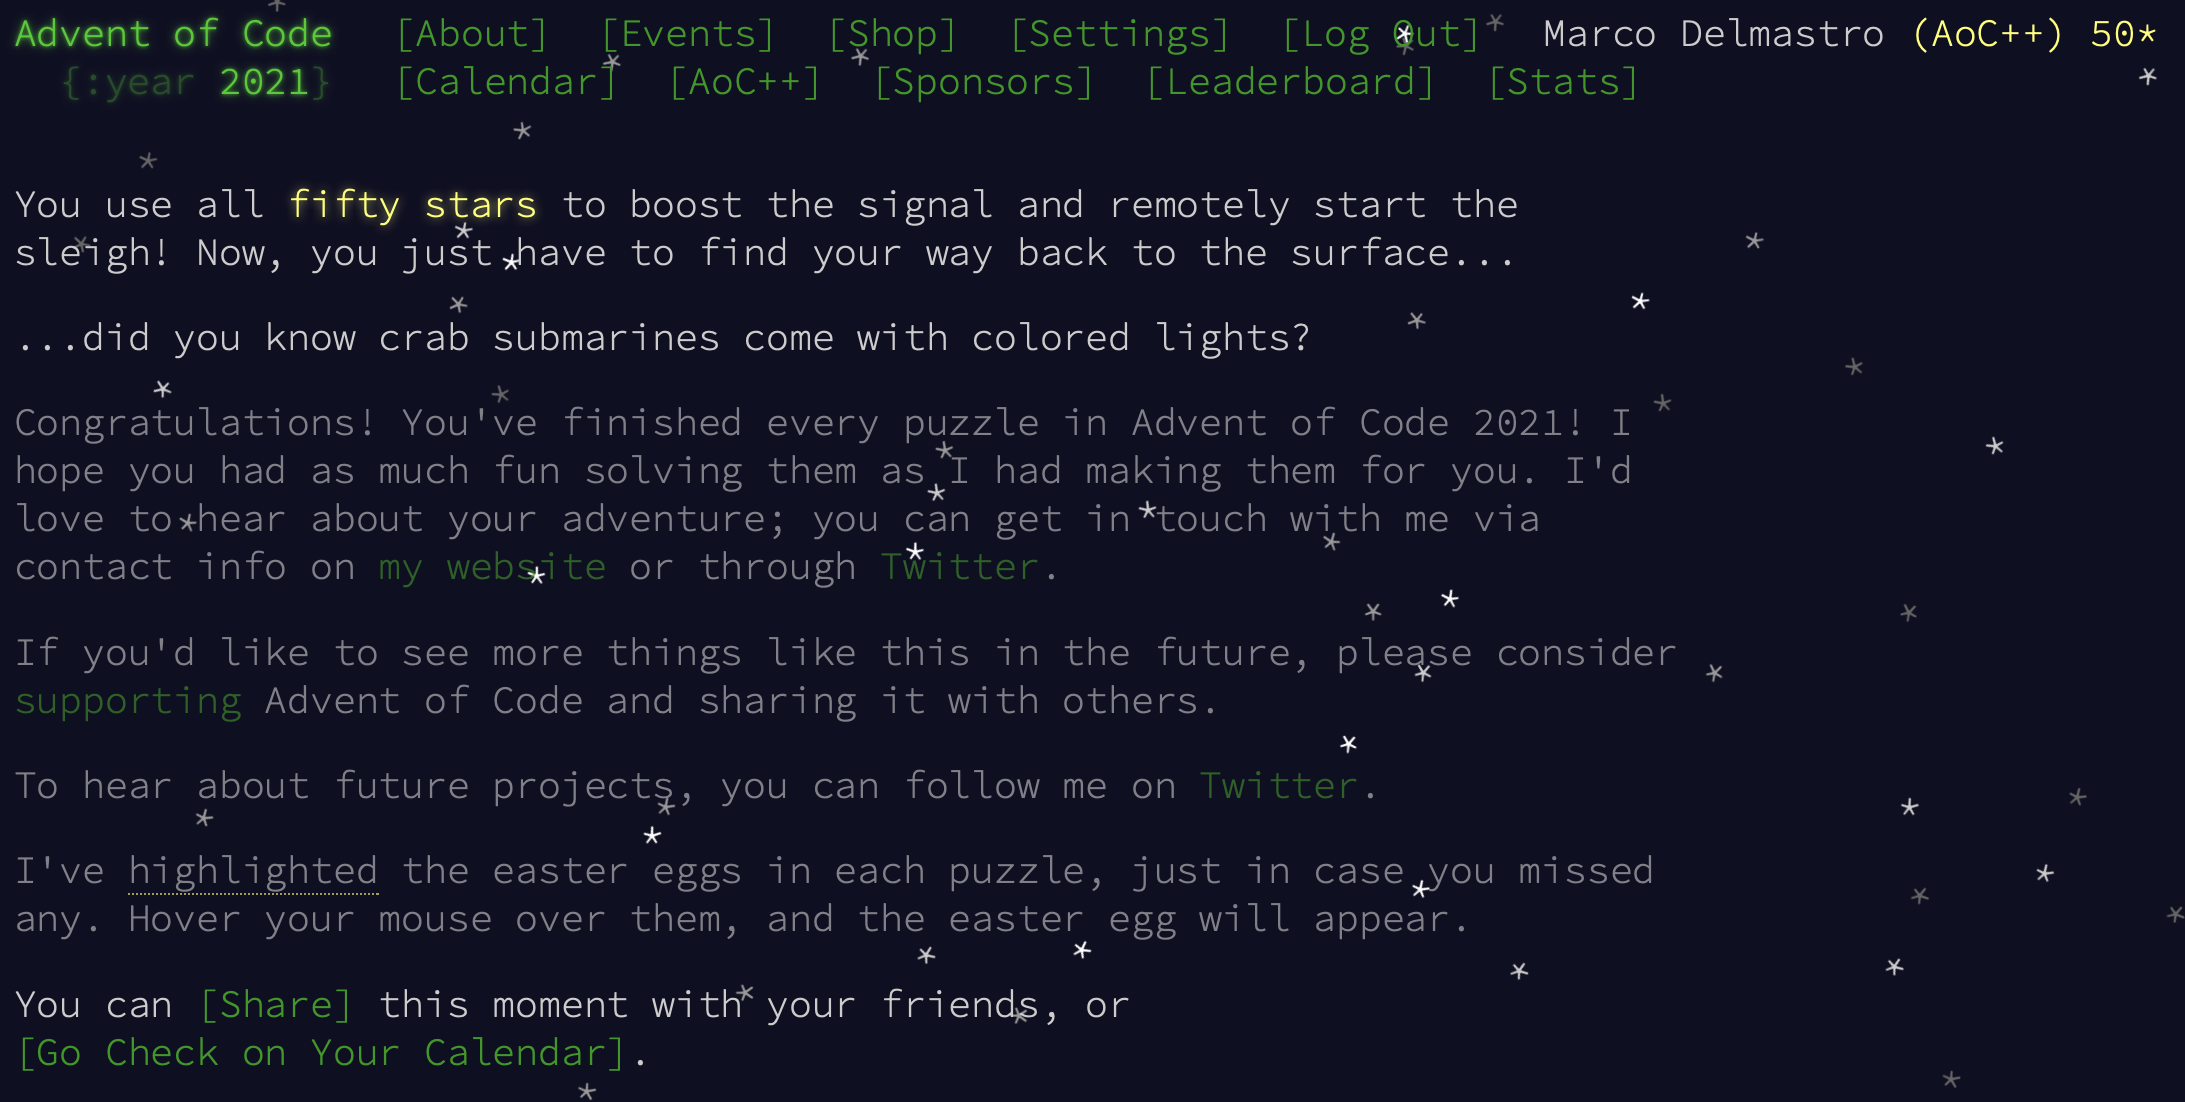 Advent of Code [About] [Events] [Shop] [Settings] [Log Out] Marco Delmastro (AoC++) 50*
{:year 2021} [Calendar] [AoC++] [Sponsors] [Leaderboard] [Stats]
You use all fifty stars to boost the signal and remotely start the
sleigh! Now, you just have to find your way back to the surface...
...did you know crab submarines come with colored lights?
Congratulations! You've finished every puzzle in Advent of Code 2021! I
hope you had as much fun solving them as I had making them for you. I'd
love to hear about your adventure; you can get in touch with me via
contact info on my website or through Twitter.
If you'd like to see more things like this in the future, please consider
supporting Advent of Code and sharing it with others.
To hear about future projects, you can follow me on Twitter.
I've highlighted the easter eggs in each puzzle, just in case you missed
any. Hover your mouse over them, and the easter egg will appear.
You can [Share] this moment with your friends, or
[Go Check on Your Calendar].